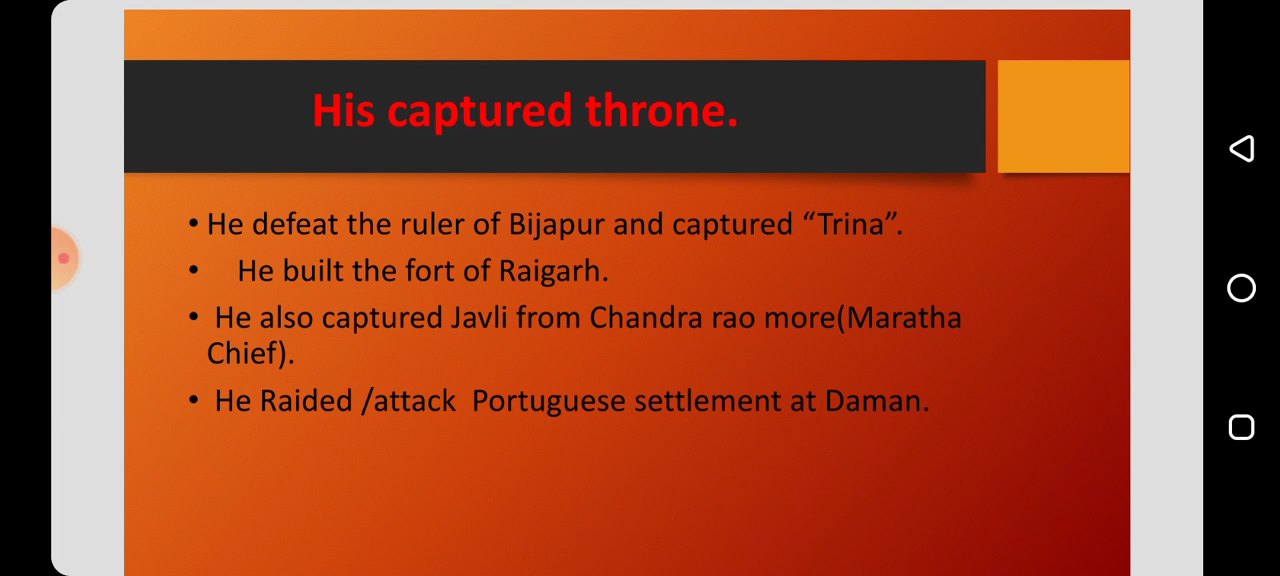 His captured throne.
• He defeat the ruler of Bijapur and captured “Trina”.
• He built the fort of Raigarh.
• He also captured Javli from Chandra rao more(Maratha
Chief).
• He Raided /attack Portuguese settlement at Daman.